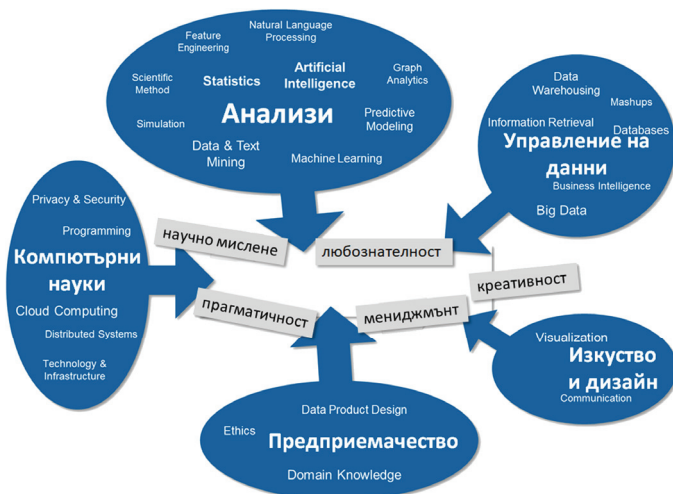 Natural Language
Processing
Feature
Engineering
Scientific
Method
Statistics
Artificial
Intelligence
Graph
Analytics
Анализи
Simulation
Predictive
Modeling
Data & Text
Mining
Machine Learning
Data
Warehousing
Mashups
Information Retrieval
Databases
Управление на
данни
Business Intelligence
Big Data
Privacy & Security
Programming
Компютърни
науки
Cloud Computing
Distributed Systems
Technology &
Infrastructure
научно мислене
любознателност
креативност
прагматичност
мениджмънт
Visualization
Изкуство
и дизайн
Communication
Data Product Design
Ethics
Предприемачество
Domain Knowledge